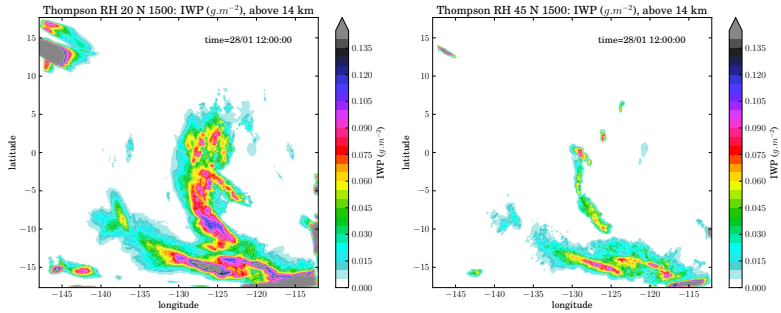 Thompson RH 20 N 1500: IWP (g.m⁻²), above 14 km
time=28/01 12:00:00
15
10
5
0
−5
−10
−15
latitude
−145 −140 −135 −130 −125 −120 −115
longitude
0.135
0.120
0.105
0.090
0.075
0.060
0.045
0.030
0.015
0.000
IWP (g.m⁻²)
Thompson RH 45 N 1500: IWP (g.m⁻²), above 14 km
time=28/01 12:00:00
15
10
5
0
−5
−10
−15
latitude
−145 −140 −135 −130 −125 −120 −115
longitude
0.135
0.120
0.105
0.090
0.075
0.060
0.045
0.030
0.015
0.000
IWP (g.m⁻²)